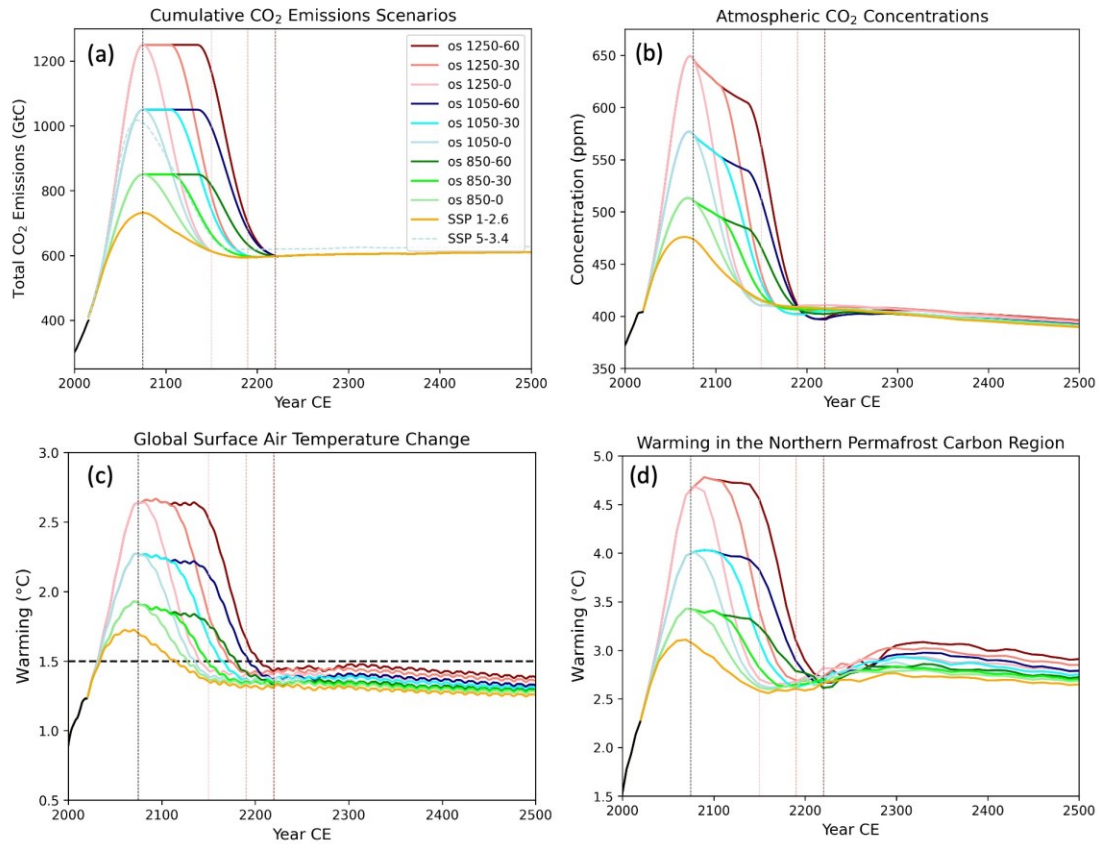 Cumulative CO₂ Emissions Scenarios
(a)
Total CO₂ Emissions (GtC)
1200
1000
800
600
400
2000 2100 2200 2300 2400 2500
Year CE
os 1250-60
os 1250-30
os 1250-0
os 1050-60
os 1050-30
os 1050-0
os 850-60
os 850-30
os 850-0
SSP 1-2.6
SSP 5-3.4
Atmospheric CO₂ Concentrations
(b)
Concentration (ppm)
650
600
550
500
450
400
350
2000 2100 2200 2300 2400 2500
Year CE
Global Surface Air Temperature Change
(c)
Warming (°C)
3.0
2.5
2.0
1.5
1.0
0.5
2000 2100 2200 2300 2400 2500
Year CE
Warming in the Northern Permafrost Carbon Region
(d)
Warming (°C)
5.0
4.5
4.0
3.5
3.0
2.5
2.0
1.5
2000 2100 2200 2300 2400 2500
Year CE